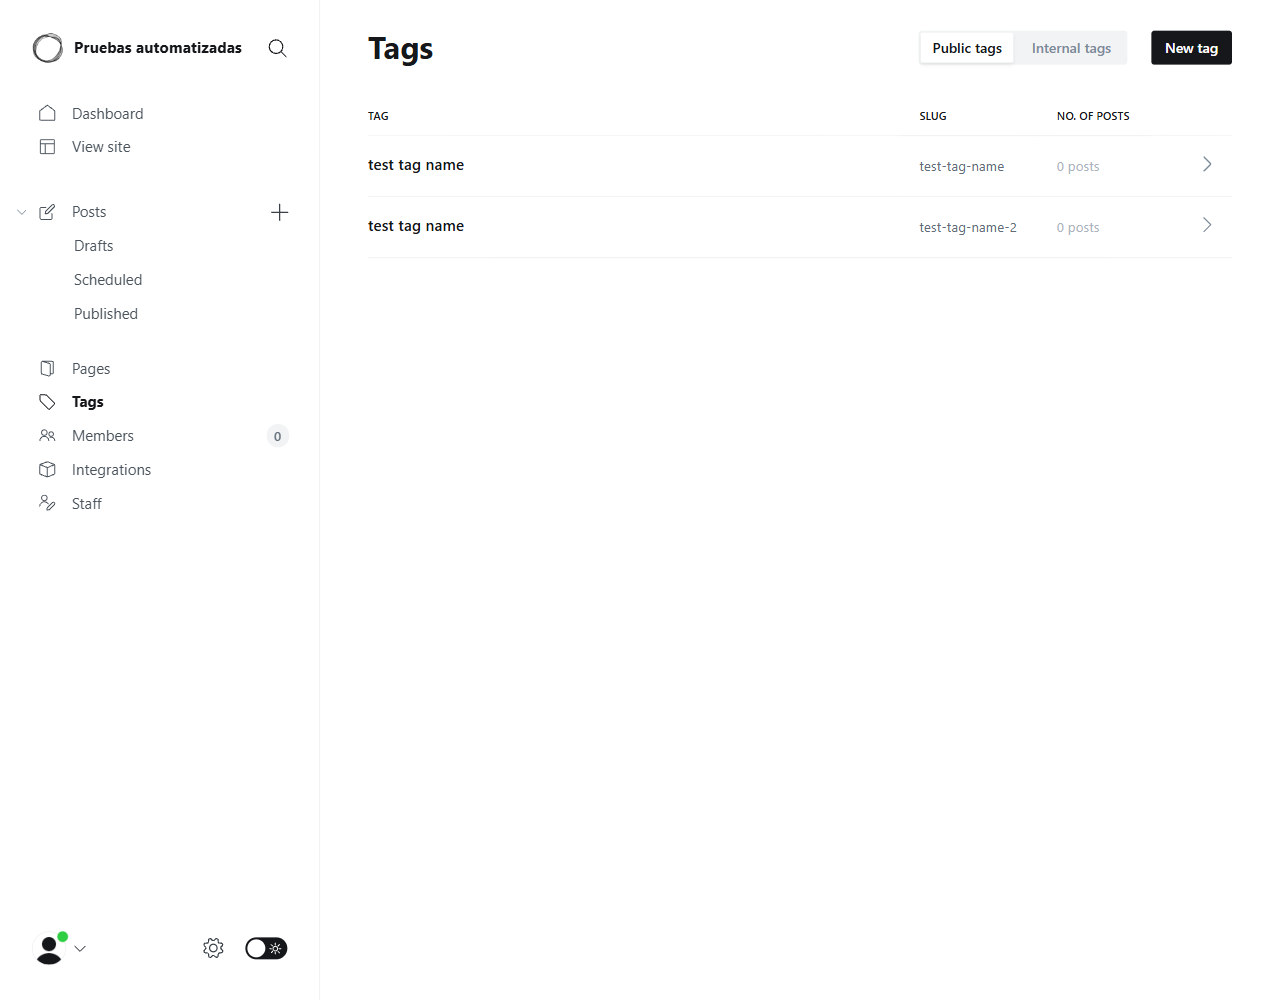 Pruebas automatizadas
Dashboard
View site
Posts
Drafts
Scheduled
Published
Pages
Tags
Members 0
Integrations
Staff
Tags
Public tags Internal tags New tag
TAG SLUG NO. OF POSTS
test tag name test-tag-name 0 posts
test tag name test-tag-name-2 0 posts